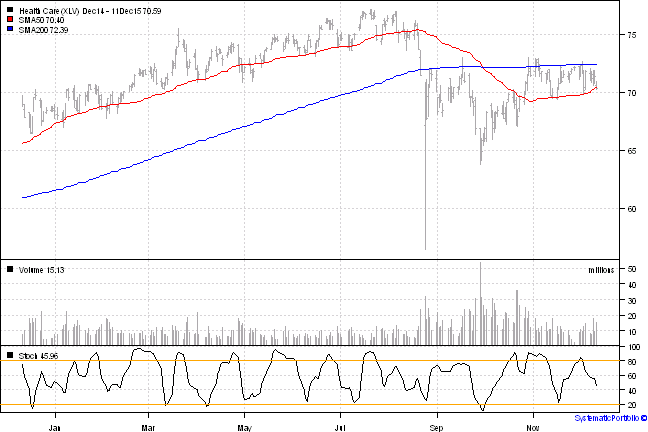 Health Care (XLV) Dec14 - 11Dec15 70.59
SMA50 70.40
SMA200 72.39
75
70
65
60
Volume 15.13
millions
50
40
30
20
10
Stoch 45.96
100
80
60
40
20
Jan Mar May Jul Sep Nov
SystematicPortfolio ©